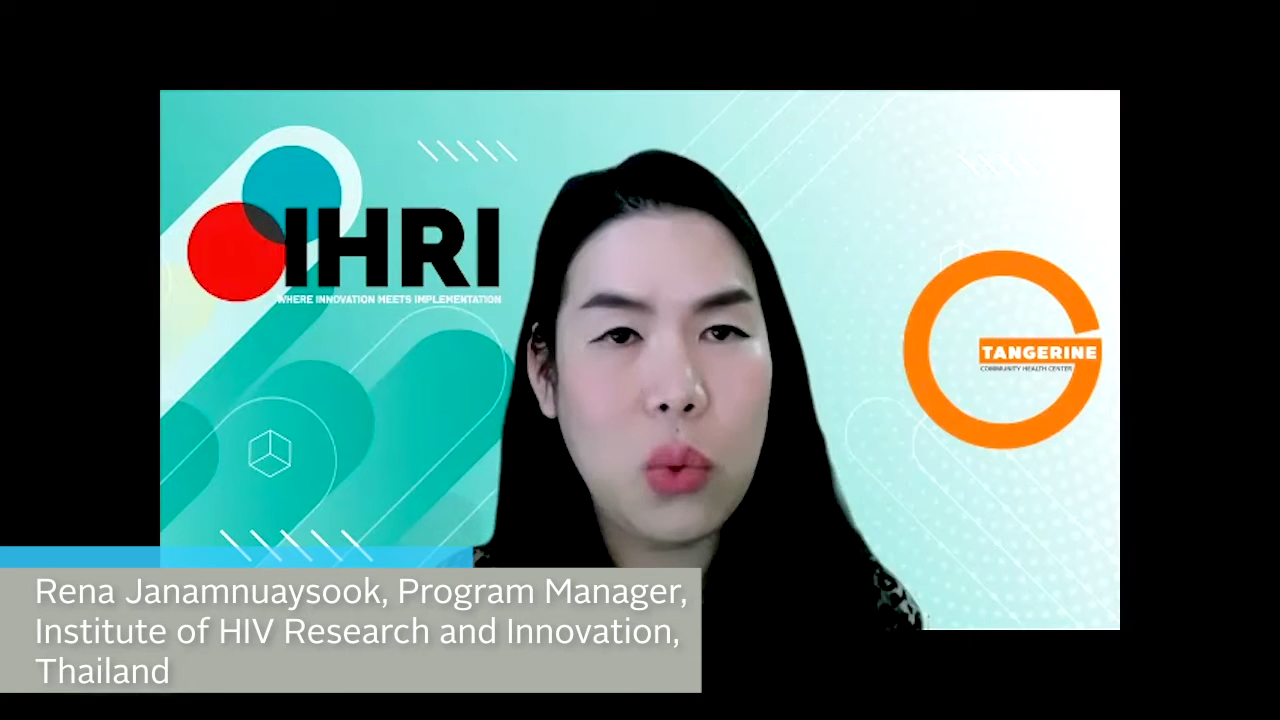 IHRI
WHERE INNOVATION MEETS IMPLEMENTATION
TANGERINE
COMMUNITY HEALTH CENTER
Rena Janamnuaysook, Program Manager,
Institute of HIV Research and Innovation,
Thailand